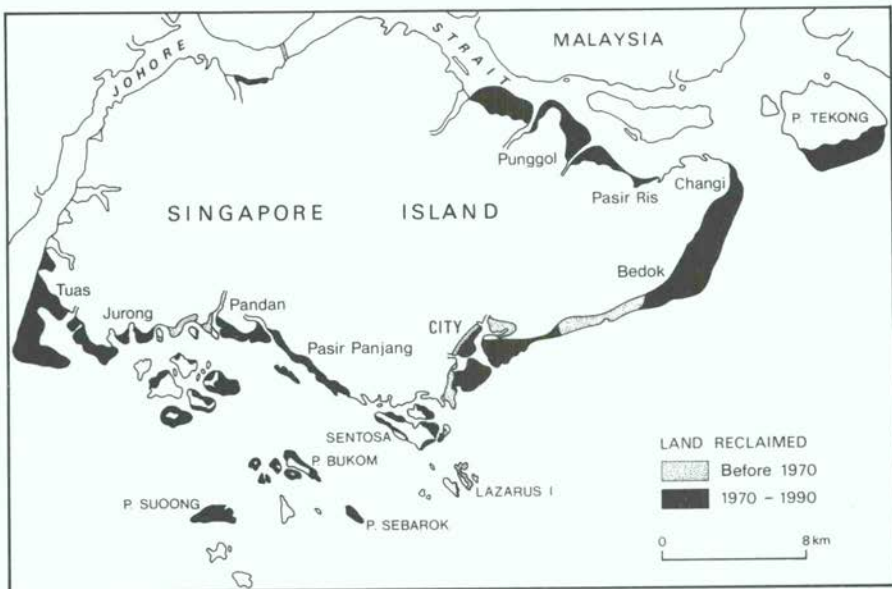 JOHORE
STRAIT
MALAYSIA
P. TEKONG
Punggol
Pasir Ris
Changi
SINGAPORE ISLAND
Bedok
Tuas
Jurong
Pandan
CITY
Pasir Panjang
SENTOSA
P. BUKOM
LAZARUS I
P. SUOONG
P. SEBAROK
LAND RECLAIMED
Before 1970
1970 – 1990
0 8 km